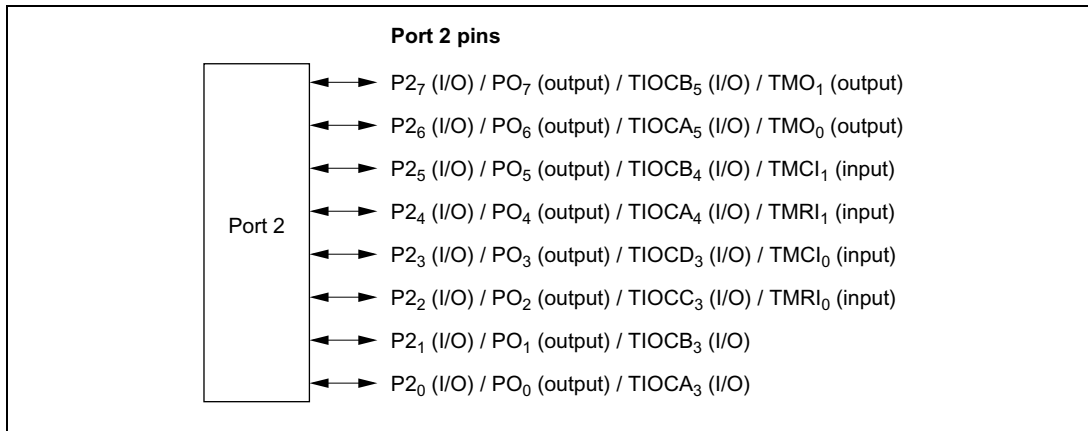 Port 2 pins
P2₇ (I/O) / PO₇ (output) / TIOCB₅ (I/O) / TMO₁ (output)
P2₆ (I/O) / PO₆ (output) / TIOCA₅ (I/O) / TMO₀ (output)
P2₅ (I/O) / PO₅ (output) / TIOCB₄ (I/O) / TMCI₁ (input)
P2₄ (I/O) / PO₄ (output) / TIOCA₄ (I/O) / TMRI₁ (input)
Port 2
P2₃ (I/O) / PO₃ (output) / TIOCD₃ (I/O) / TMCI₀ (input)
P2₂ (I/O) / PO₂ (output) / TIOCC₃ (I/O) / TMRI₀ (input)
P2₁ (I/O) / PO₁ (output) / TIOCB₃ (I/O)
P2₀ (I/O) / PO₀ (output) / TIOCA₃ (I/O)